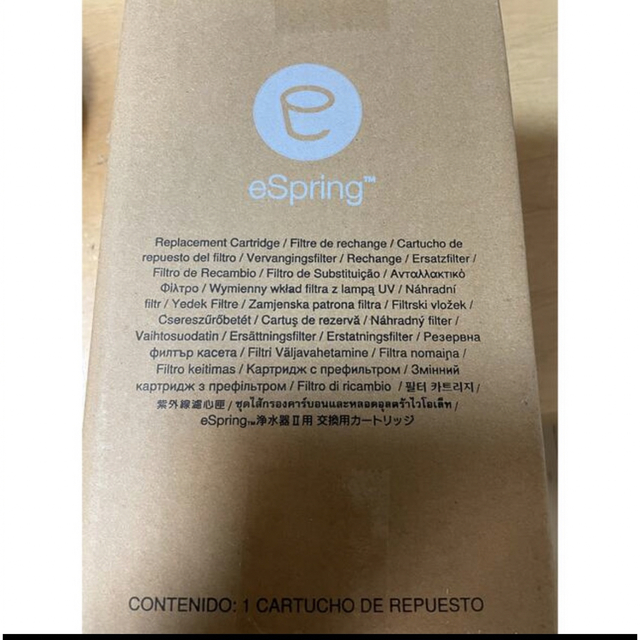 eSpring™
Replacement Cartridge / Filtre de rechange / Cartucho de
repuesto del filtro / Vervangingsfilter / Rechange / Ersatzfilter /
Filtro de Recambio / Filtro de Substituição / Ανταλλακτικό
Φίλτρο / Wymienny wkład filtra z lampą UV / Náhradní
filtr / Yedek Filtre / Zamjenska patrona filtra / Filtrski vložek /
Csereszűrőbetét / Cartuş de rezervă / Náhradný filter /
Vaihtosuodatin / Ersättningsfilter / Erstatningsfilter / Резервна
филтър касета / Filtri Väljavahetamine / Filtra nomaiņa /
Filtro keitimas / Картридж с префильтром / Змінний
картридж з префільтром / Filtro di ricambio / 필터 카트리지 /
紫外線濾心匣 / ชุดไส้กรองคาร์บอนและหลอดอุลตร้าไวโอเล็ท /
eSpring™浄水器Ⅱ用 交換用カートリッジ
CONTENIDO: 1 CARTUCHO DE REPUESTO